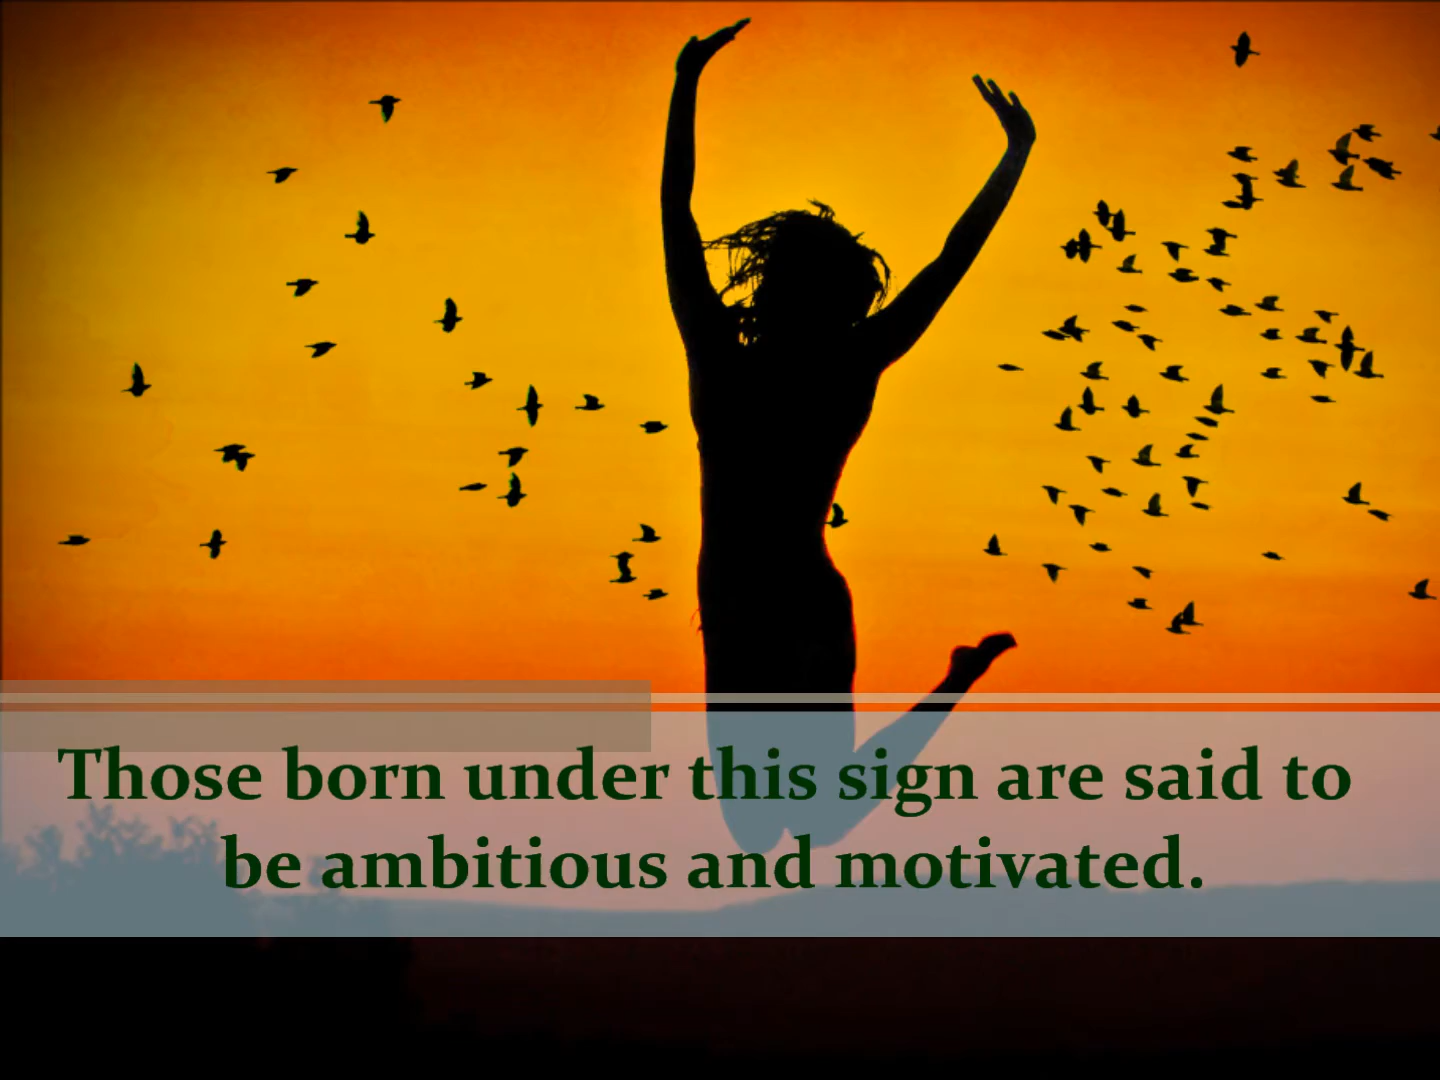 Those born under this sign are said to
be ambitious and motivated.